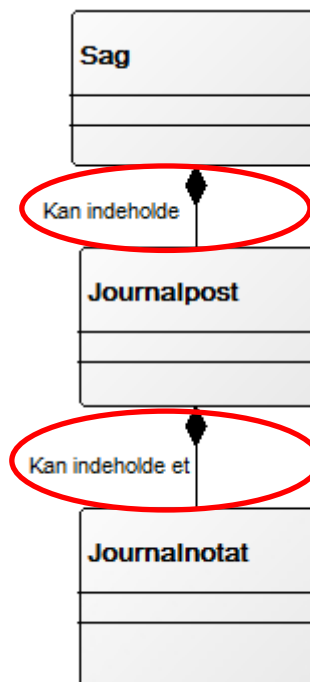 Sag
Kan indeholde
Journalpost
Kan indeholde et
Journalnotat